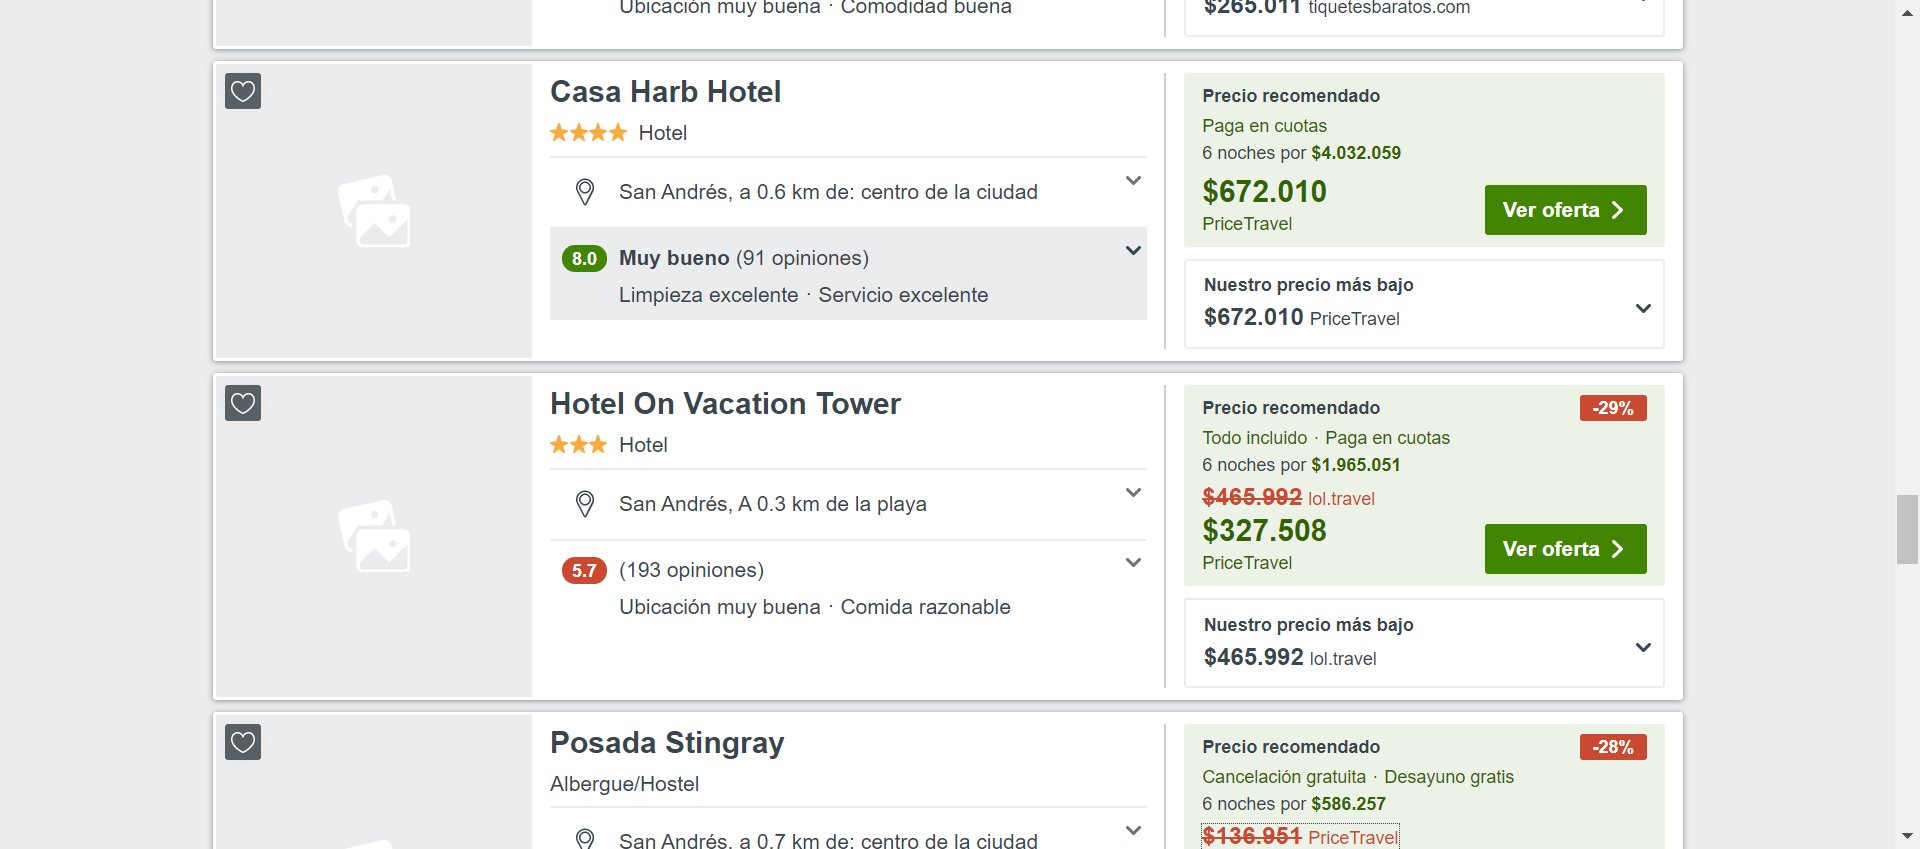 Ubicación muy buena · Comodidad buena
$265.011 tiquetesbaratos.com
Casa Harb Hotel
Hotel
San Andrés, a 0.6 km de: centro de la ciudad
8.0 Muy bueno (91 opiniones)
Limpieza excelente · Servicio excelente
Precio recomendado
Paga en cuotas
6 noches por $4.032.059
$672.010
PriceTravel
Ver oferta
Nuestro precio más bajo
$672.010 PriceTravel
Hotel On Vacation Tower
Hotel
San Andrés, A 0.3 km de la playa
5.7 (193 opiniones)
Ubicación muy buena · Comida razonable
Precio recomendado
-29%
Todo incluido · Paga en cuotas
6 noches por $1.965.051
$465.992 lol.travel
$327.508
PriceTravel
Ver oferta
Nuestro precio más bajo
$465.992 lol.travel
Posada Stingray
Albergue/Hostel
San Andrés, a 0.7 km de: centro de la ciudad
Precio recomendado
-28%
Cancelación gratuita · Desayuno gratis
6 noches por $586.257
$136.951 PriceTravel